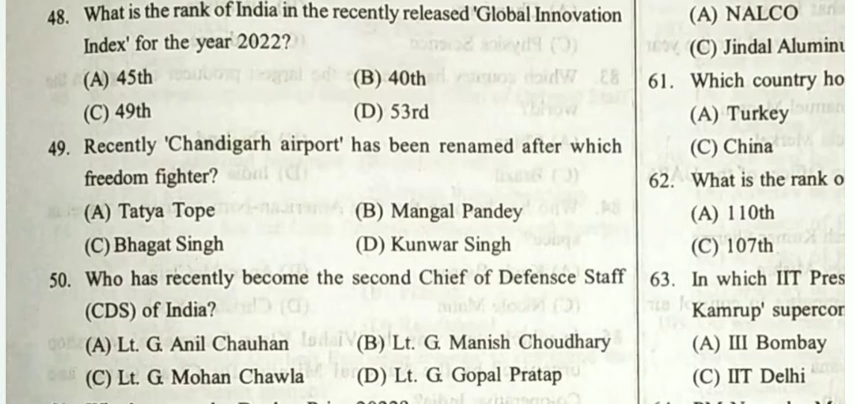 48. What is the rank of India in the recently released 'Global Innovation
Index' for the year 2022?
(A) 45th (B) 40th
(C) 49th (D) 53rd
49. Recently 'Chandigarh airport' has been renamed after which
freedom fighter?
(A) Tatya Tope (B) Mangal Pandey
(C) Bhagat Singh (D) Kunwar Singh
50. Who has recently become the second Chief of Defensce Staff
(CDS) of India?
(A) Lt. G. Anil Chauhan (B) Lt. G. Manish Choudhary
(C) Lt. G. Mohan Chawla (D) Lt. G. Gopal Pratap
(A) NALCO
(C) Jindal Aluminu
61. Which country ho
(A) Turkey
(C) China
62. What is the rank o
(A) 110th
(C) 107th
63. In which IIT Pres
Kamrup' supercor
(A) III Bombay
(C) IIT Delhi